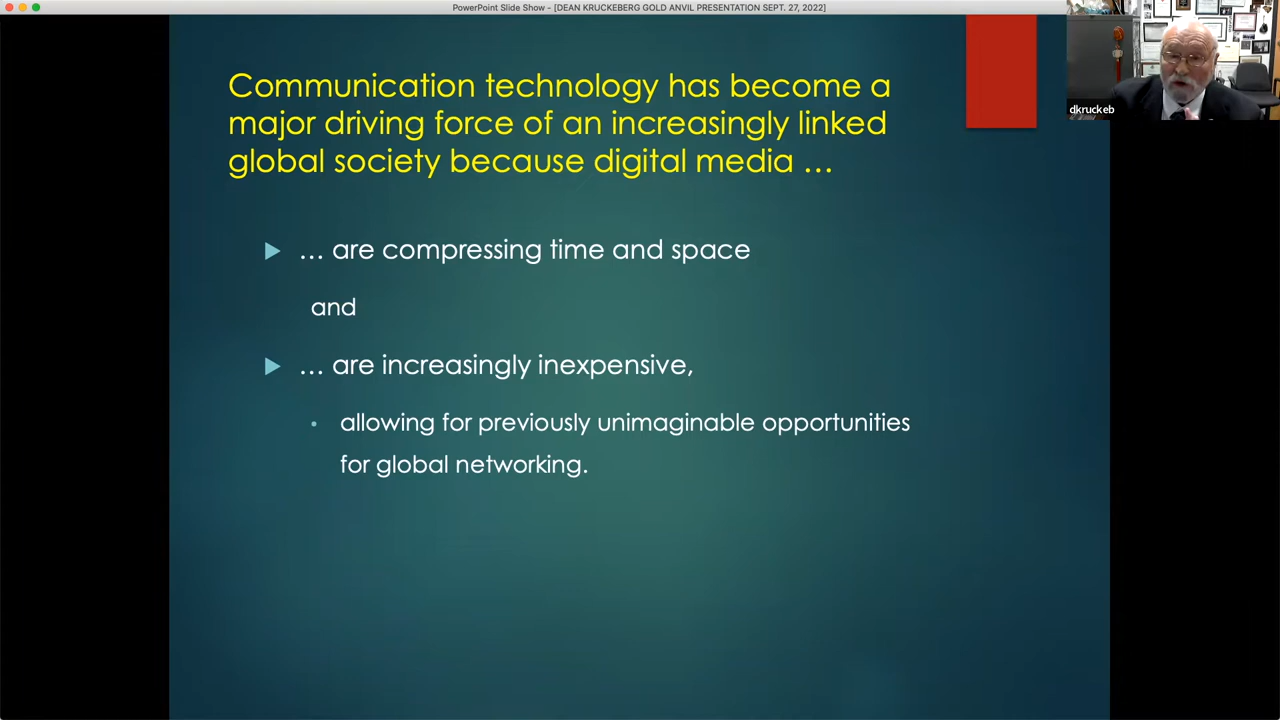 PowerPoint Slide Show - [DEAN KRUCKEBERG GOLD ANVIL PRESENTATION SEPT. 27, 2022]
Communication technology has become a
major driving force of an increasingly linked
global society because digital media …
… are compressing time and space
and
… are increasingly inexpensive,
allowing for previously unimaginable opportunities
for global networking.
dkruckeb